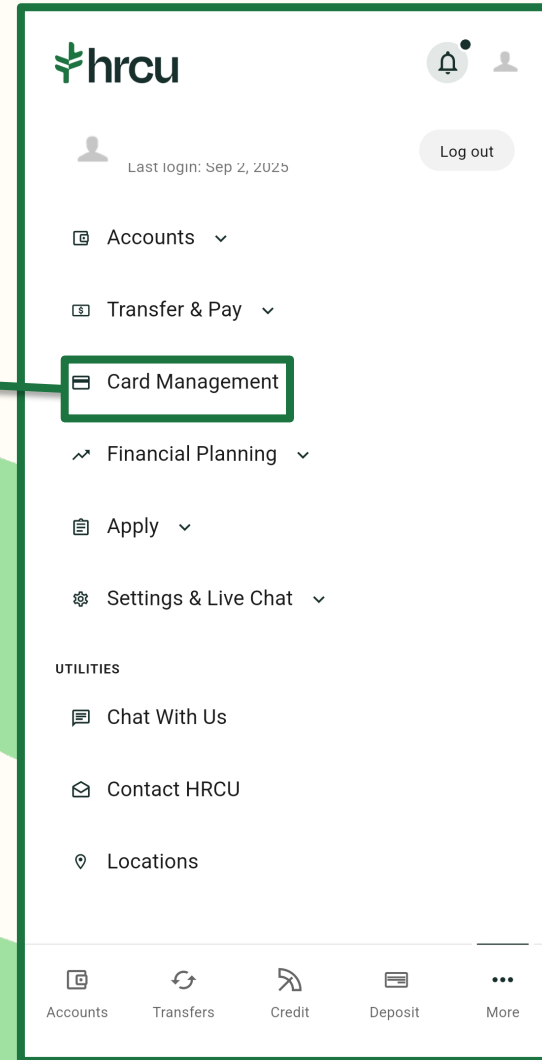 hrcu
Log out
Last login: Sep 2, 2025
Accounts
Transfer & Pay
Card Management
Financial Planning
Apply
Settings & Live Chat
UTILITIES
Chat With Us
Contact HRCU
Locations
Accounts Transfers Credit Deposit More